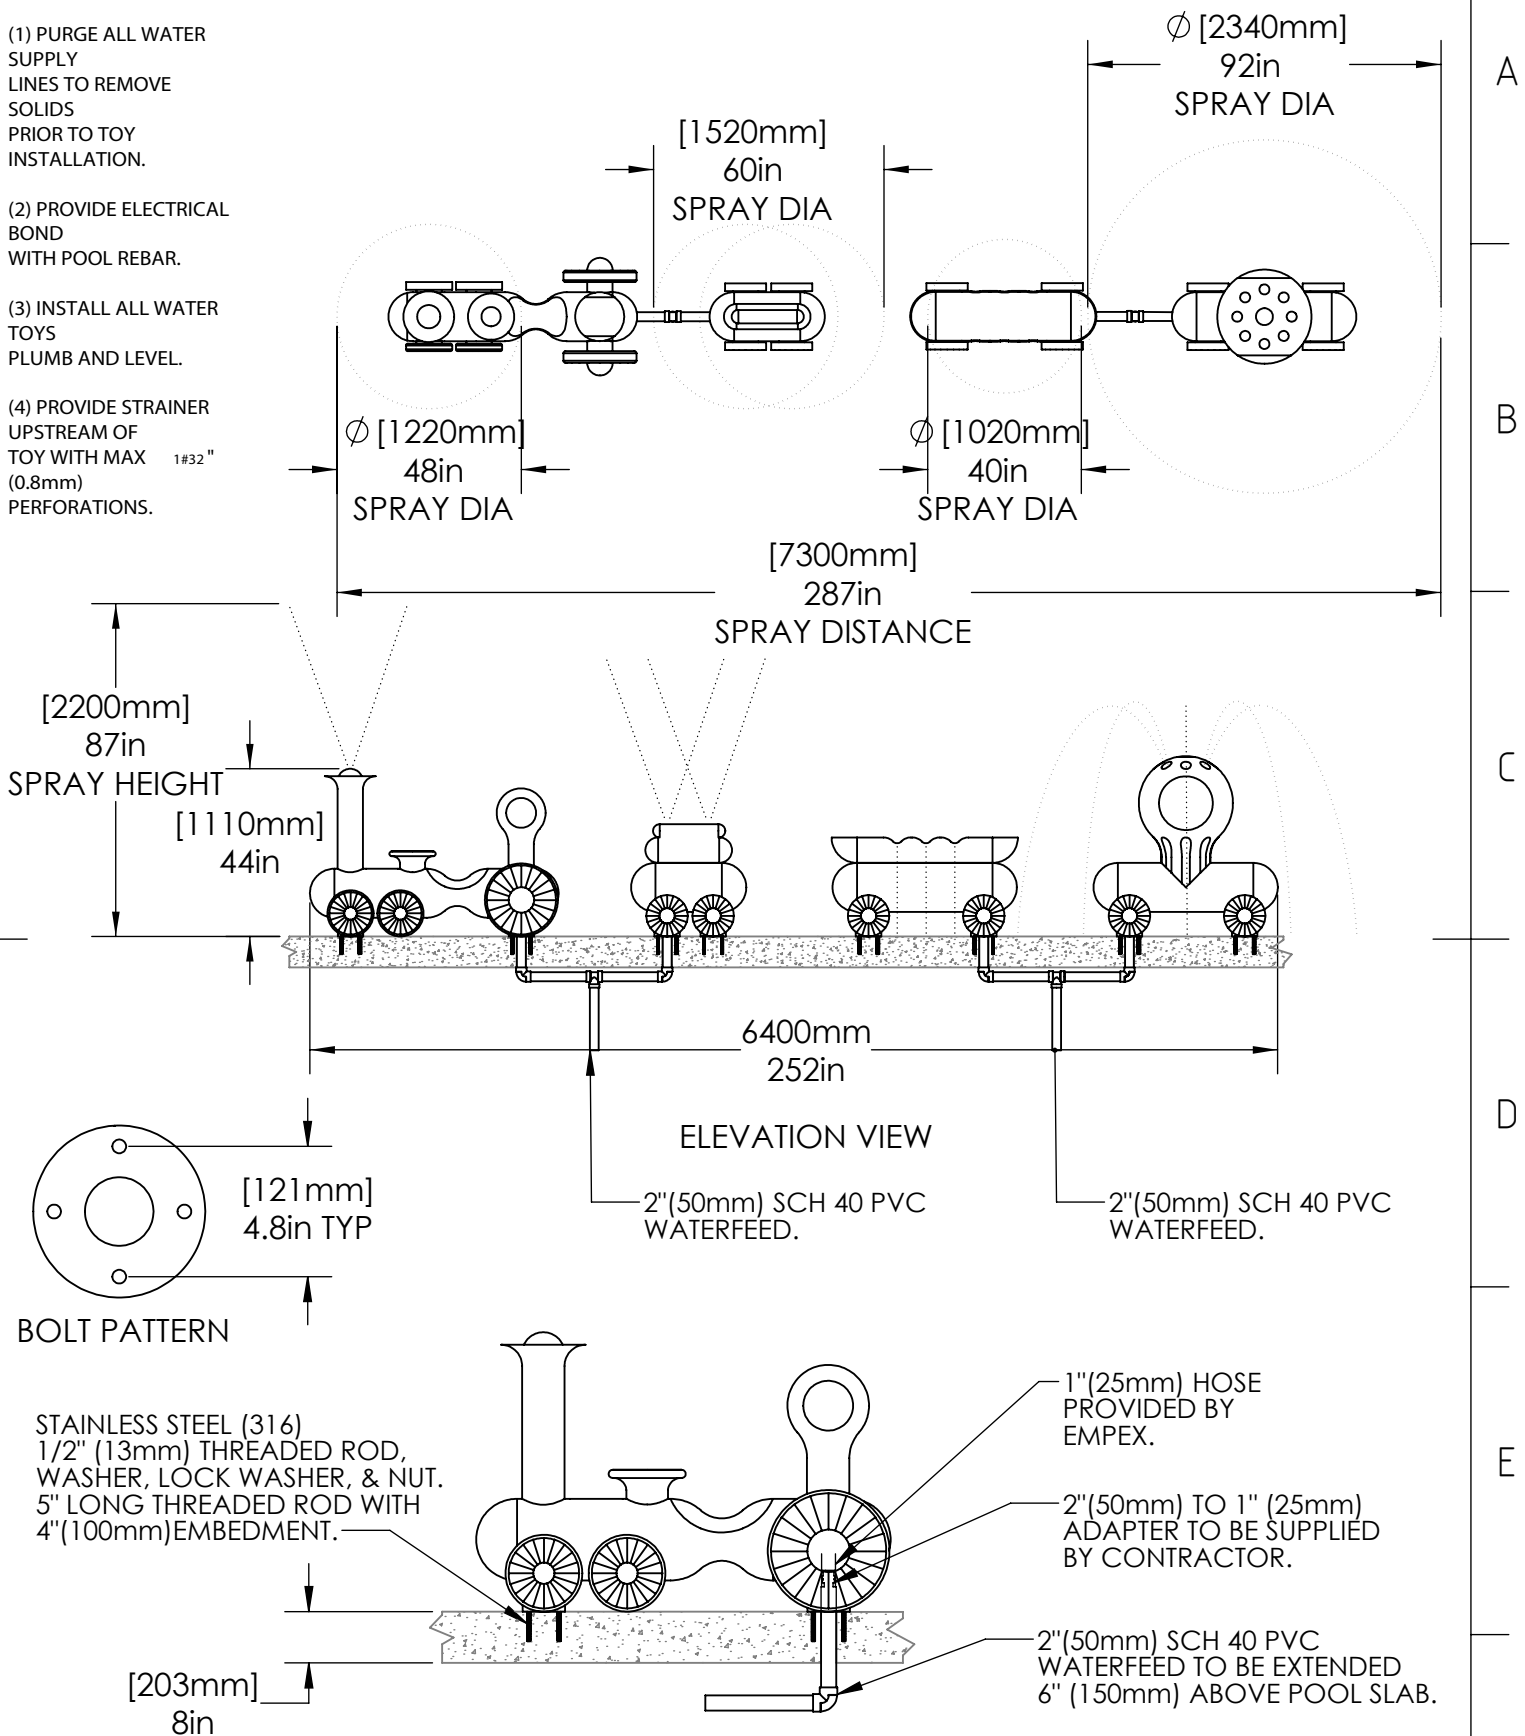 (1) PURGE ALL WATER
SUPPLY
LINES TO REMOVE
SOLIDS
PRIOR TO TOY
INSTALLATION.
(2) PROVIDE ELECTRICAL
BOND
WITH POOL REBAR.
(3) INSTALL ALL WATER
TOYS
PLUMB AND LEVEL.
(4) PROVIDE STRAINER
UPSTREAM OF
TOY WITH MAX 1#32"
(0.8mm)
PERFORATIONS.
∅ [2340mm]
92in
SPRAY DIA
A
[1520mm]
60in
SPRAY DIA
∅ [1220mm]
48in
SPRAY DIA
∅ [1020mm]
40in
SPRAY DIA
B
[7300mm]
287in
SPRAY DISTANCE
[2200mm]
87in
SPRAY HEIGHT
[1110mm]
44in
C
6400mm
252in
ELEVATION VIEW
D
2"(50mm) SCH 40 PVC
WATERFEED.
2"(50mm) SCH 40 PVC
WATERFEED.
[121mm]
4.8in TYP
BOLT PATTERN
STAINLESS STEEL (316)
1/2" (13mm) THREADED ROD,
WASHER, LOCK WASHER, & NUT.
5" LONG THREADED ROD WITH
4"(100mm)EMBEDMENT.
1"(25mm) HOSE
PROVIDED BY
EMPEX.
E
2"(50mm) TO 1" (25mm)
ADAPTER TO BE SUPPLIED
BY CONTRACTOR.
2"(50mm) SCH 40 PVC
WATERFEED TO BE EXTENDED
6" (150mm) ABOVE POOL SLAB.
[203mm]
8in